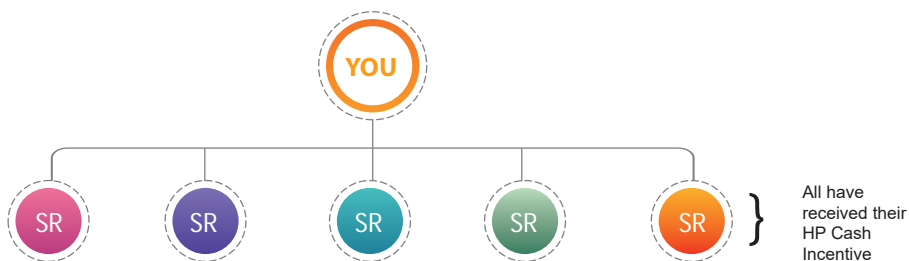 YOU
SR SR SR SR SR
}
All have
received their
HP Cash
Incentive